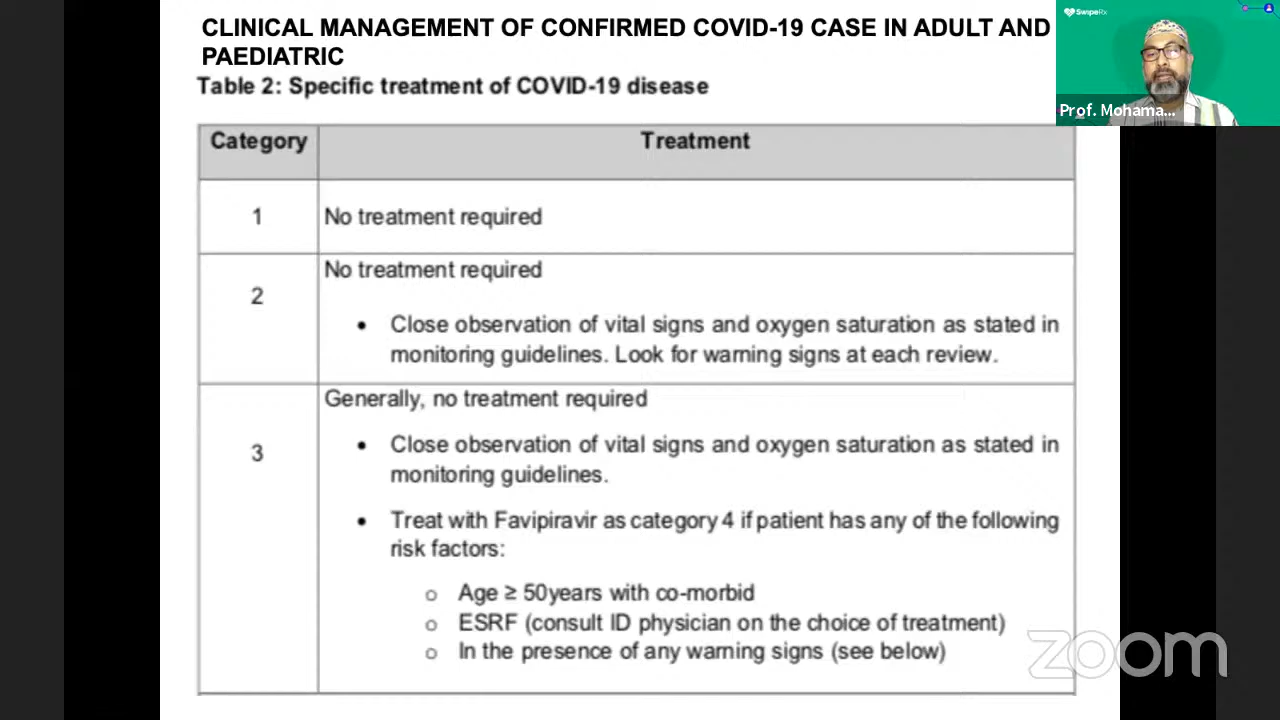 CLINICAL MANAGEMENT OF CONFIRMED COVID-19 CASE IN ADULT AND
PAEDIATRIC
SwipeRx
Prof. Mohama...
Table 2: Specific treatment of COVID-19 disease
Category
Treatment
1
No treatment required
2
No treatment required
• Close observation of vital signs and oxygen saturation as stated in
monitoring guidelines. Look for warning signs at each review.
3
Generally, no treatment required
• Close observation of vital signs and oxygen saturation as stated in
monitoring guidelines.
• Treat with Favipiravir as category 4 if patient has any of the following
risk factors:
o Age ≥ 50years with co-morbid
o ESRF (consult ID physician on the choice of treatment)
o In the presence of any warning signs (see below)
zoom